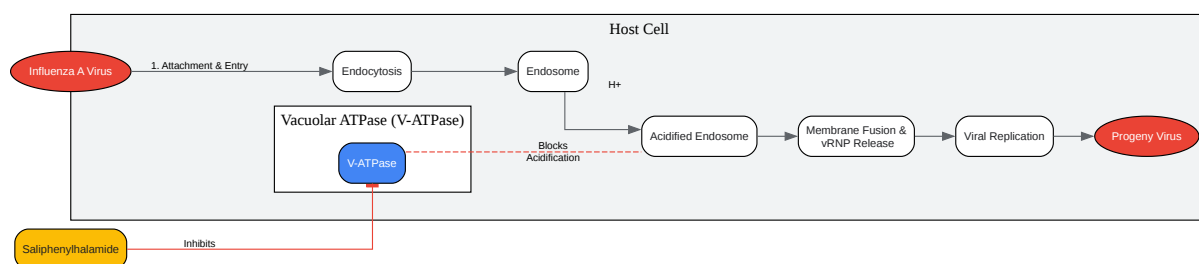 Host Cell
Influenza A Virus
1. Attachment & Entry
Endocytosis
Endosome
H+
Vacuolar ATPase (V-ATPase)
V-ATPase
Blocks
Acidification
Acidified Endosome
Membrane Fusion &
vRNP Release
Viral Replication
Progeny Virus
Saliphenylhalamide
Inhibits